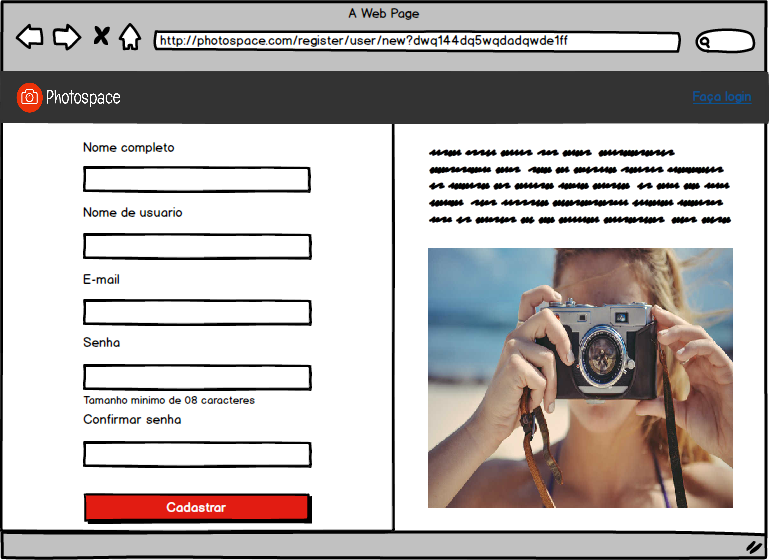 A Web Page
http://photospace.com/register/user/new?dwq144dq5wqdadqwde1ff
Photospace
Faça login
Nome completo
Nome de usuario
E-mail
Senha
Tamanho minimo de 08 caracteres
Confirmar senha
Cadastrar